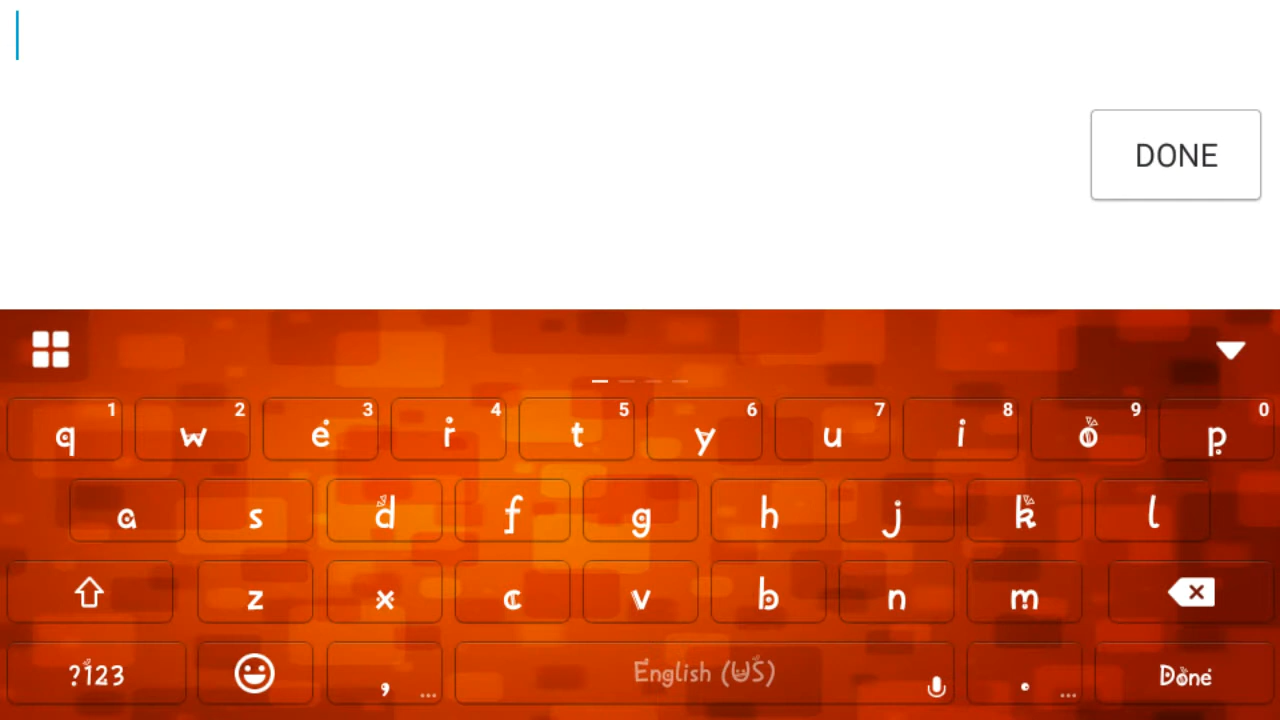 DONE
1 2 3 4 5 6 7 8 9 0
q w e r t y u i o p
a s d f g h j k l
z x c v b n m
?123 , ... English (US) . ... Done